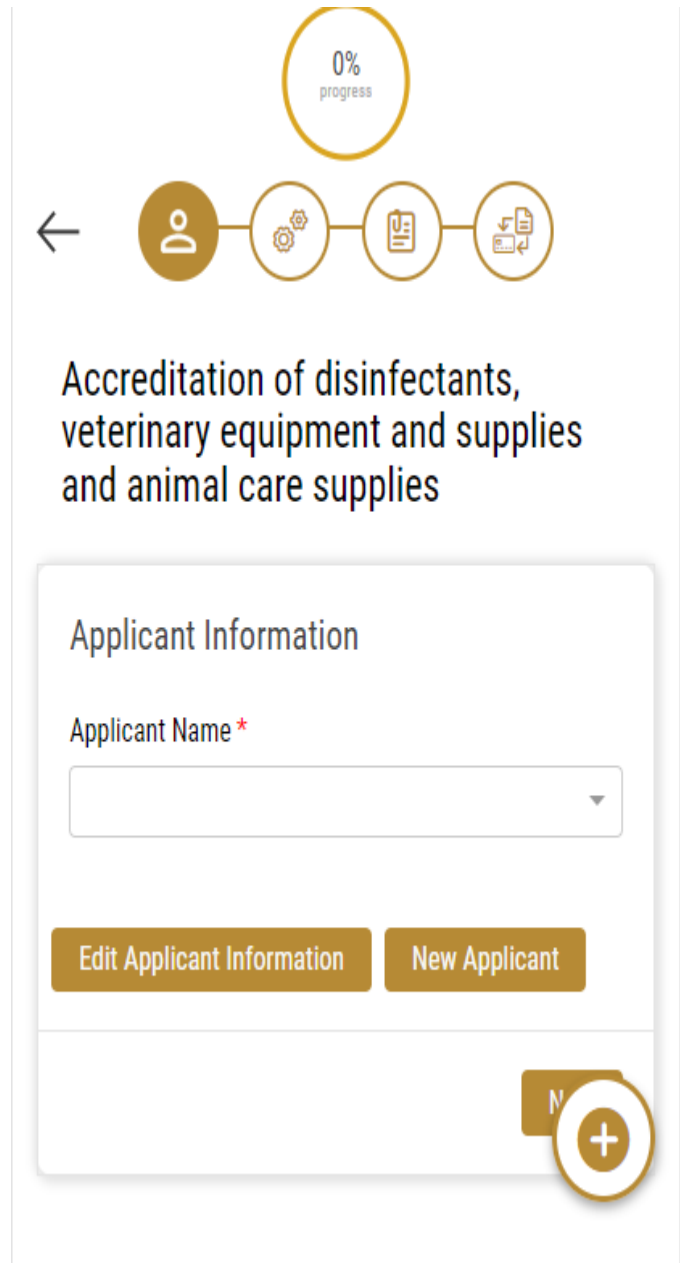 0%
progress
Accreditation of disinfectants,
veterinary equipment and supplies
and animal care supplies
Applicant Information
Applicant Name *
Edit Applicant Information
New Applicant